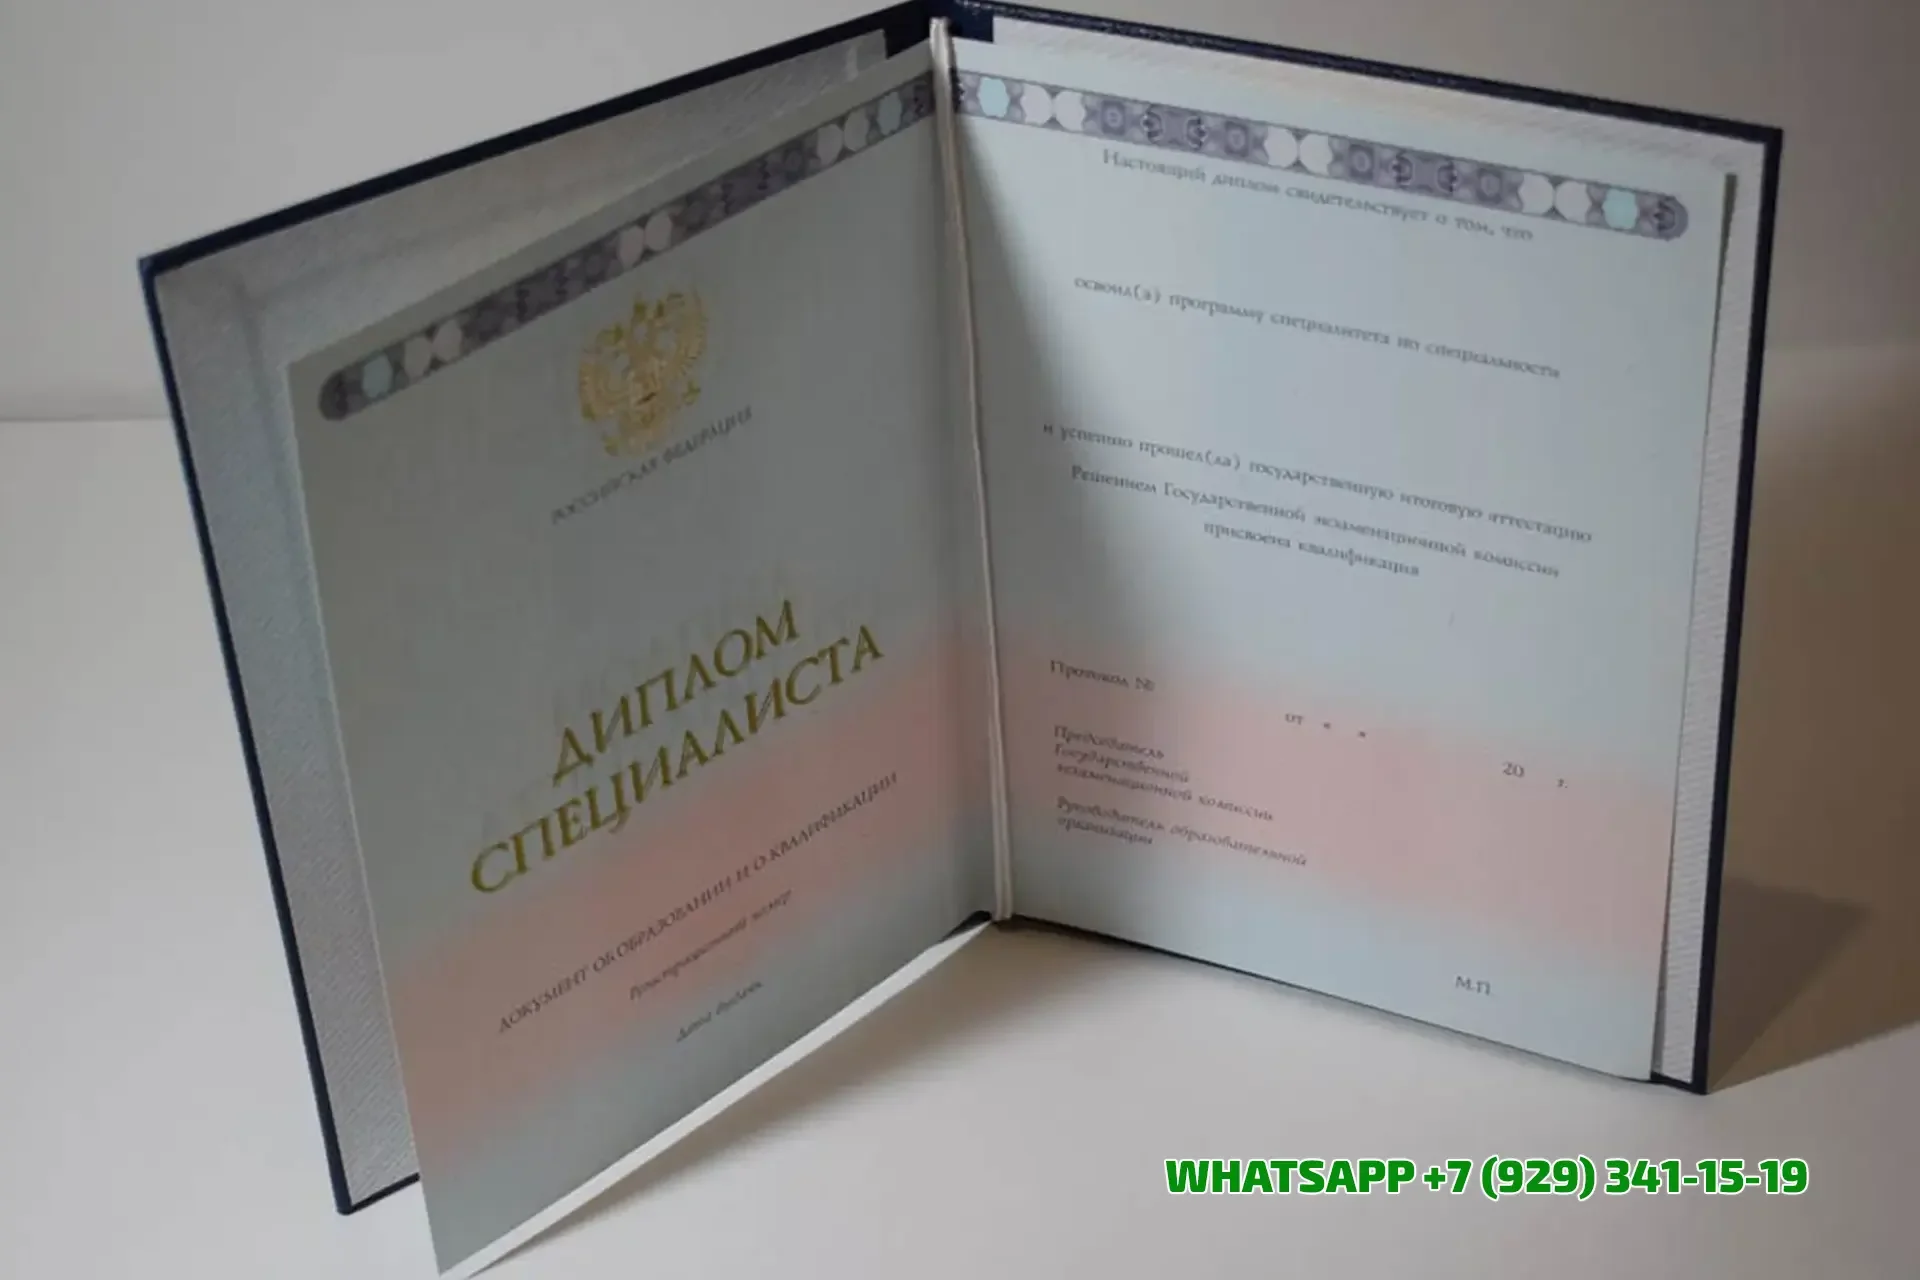 РОССИЙСКАЯ ФЕДЕРАЦИЯ
ДИПЛОМ
СПЕЦИАЛИСТА
ДОКУМЕНТ ОБ ОБРАЗОВАНИИ И О КВАЛИФИКАЦИИ
Регистрационный номер
Дата выдачи
Настоящий диплом свидетельствует о том, что
освоил(а) программу специалитета по специальности
и успешно прошел(ла) государственную итоговую аттестацию
Решением Государственной экзаменационной комиссии
присвоена квалификация
Протокол №
от « »
20 г.
Председатель
Государственной
экзаменационной комиссии
Руководитель образовательной
организации
М.П.
WHATSAPP +7 (929) 341-15-19